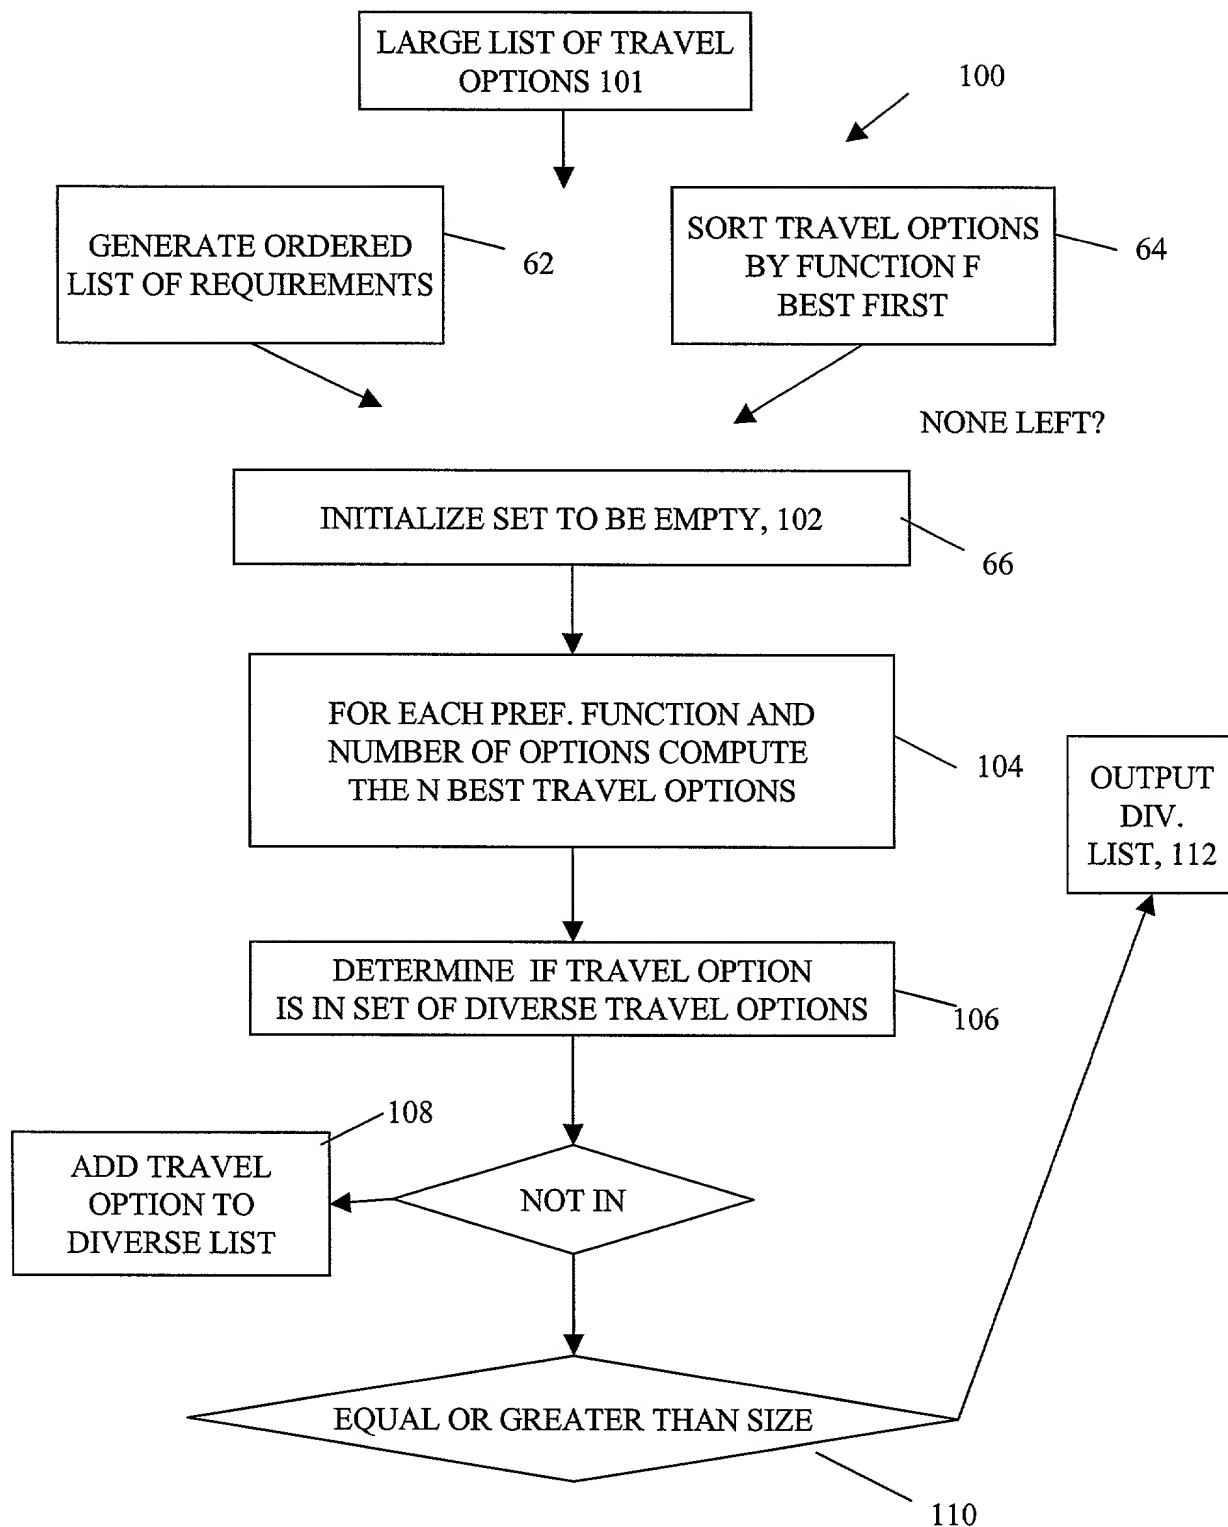 LARGE LIST OF TRAVEL
OPTIONS 101
100
GENERATE ORDERED
LIST OF REQUIREMENTS
62
SORT TRAVEL OPTIONS
BY FUNCTION F
BEST FIRST
64
NONE LEFT?
INITIALIZE SET TO BE EMPTY, 102
66
FOR EACH PREF. FUNCTION AND
NUMBER OF OPTIONS COMPUTE
THE N BEST TRAVEL OPTIONS
104
OUTPUT
DIV.
LIST, 112
DETERMINE IF TRAVEL OPTION
IS IN SET OF DIVERSE TRAVEL OPTIONS
106
108
ADD TRAVEL
OPTION TO
DIVERSE LIST
NOT IN
EQUAL OR GREATER THAN SIZE
110